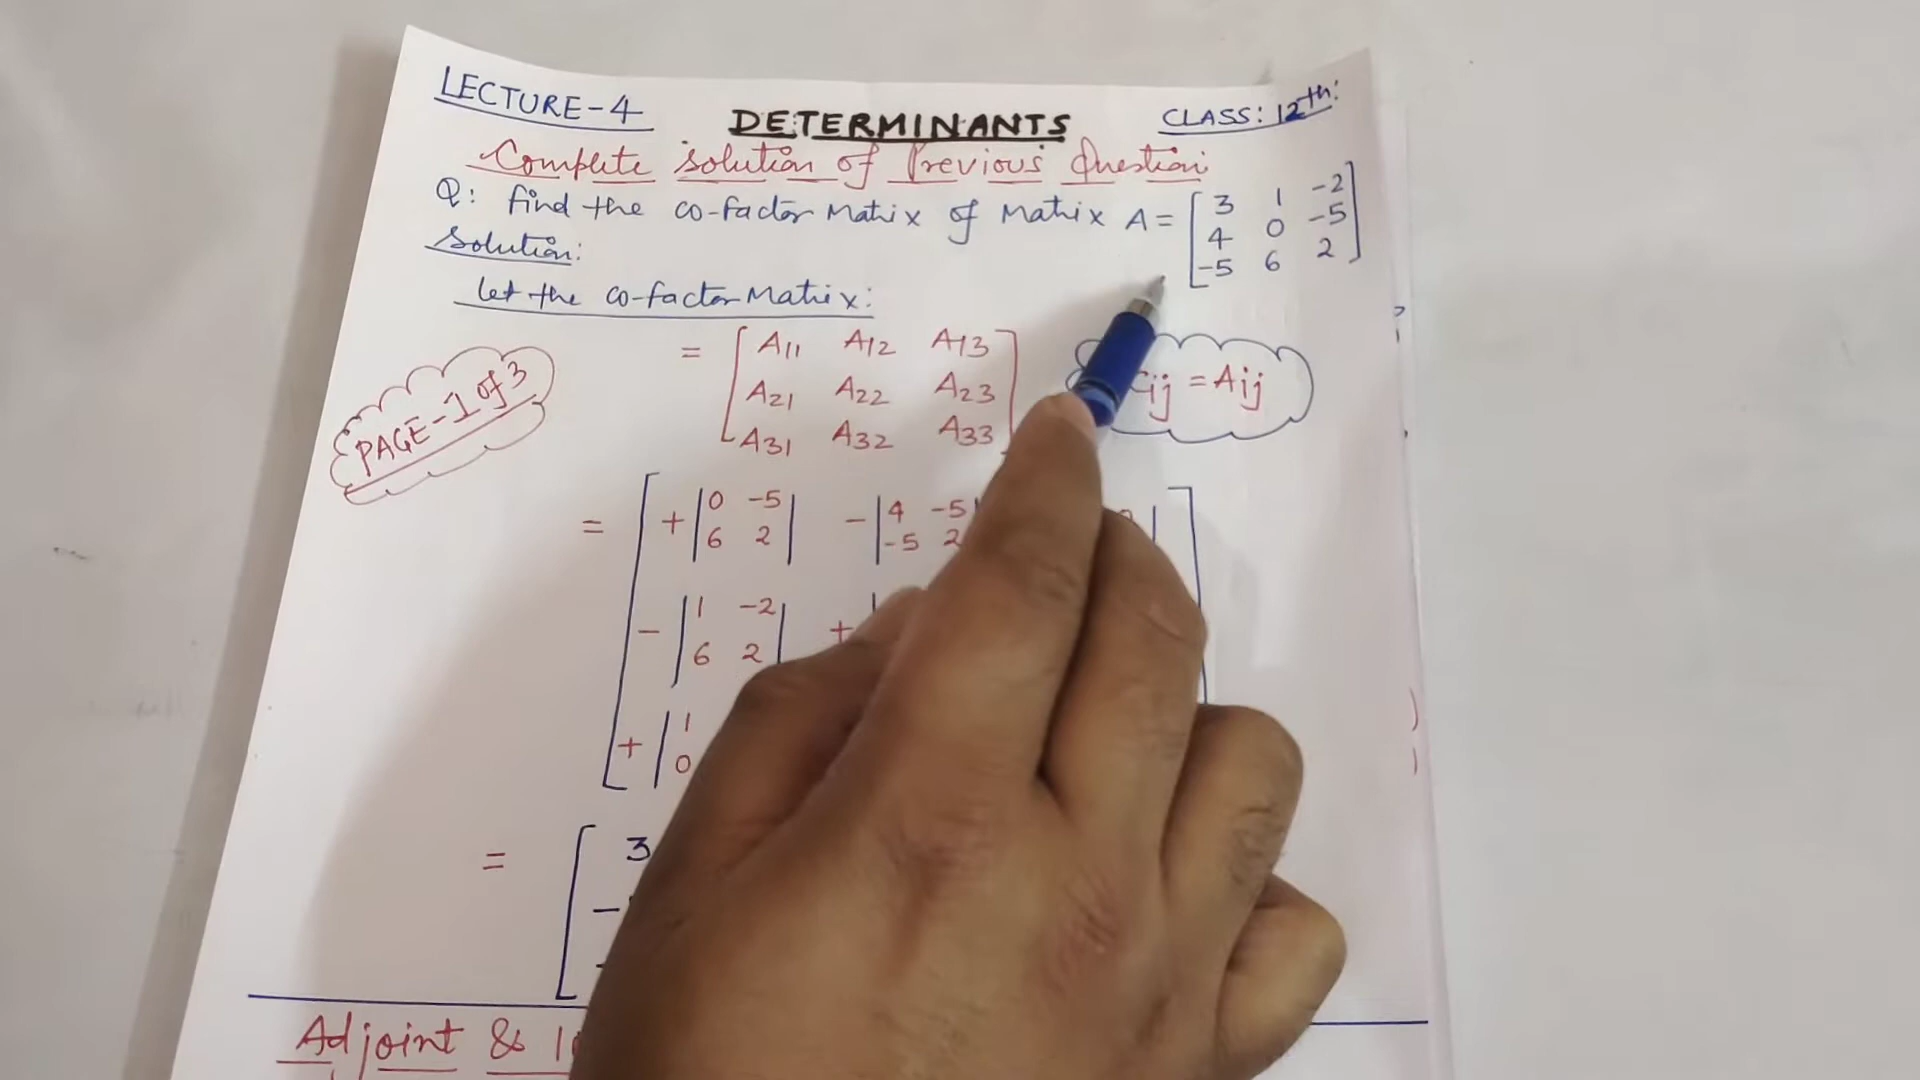 LECTURE-4 DETERMINANTS CLASS: 12th:
Complete solution of Previous Question
Q: Find the co-factor Matrix of Matrix A = [ 3 1 -2
4 0 -5
-5 6 2 ]
Solution:
Let the co-factor Matrix:
= [ A11 A12 A13
A21 A22 A23
A31 A32 A33
Cij = Aij
PAGE-1 of 3
= [ + | 0 -5 | - | 4 -5 |
6 2 -5 2
- | 1 -2 | +
6 2
+ | 1
0
= [ 3
-
Adjoint &